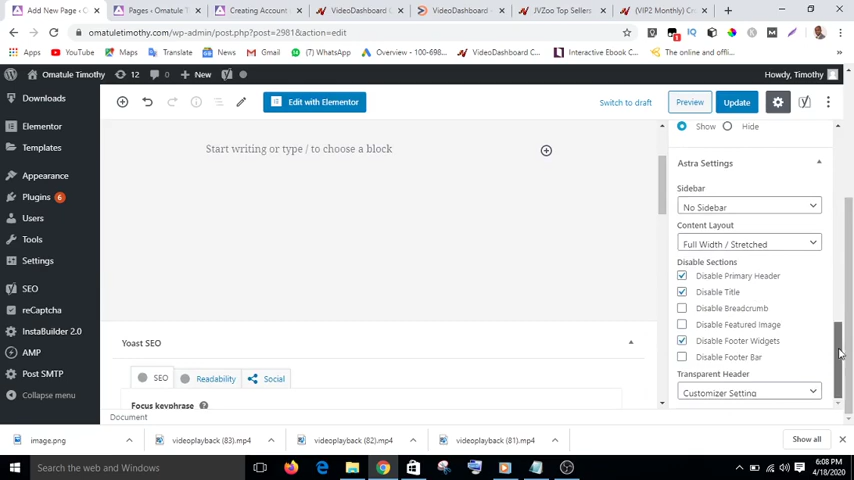 Add New Page ‹ Omatul
Pages ‹ Omatule T
Creating Account
VideoDashboard C
VideoDashboard
JVZoo Top Sellers
(VIP2 Monthly) Cr
omatuletimothy.com/wp-admin/post.php?post=2981&action=edit
Apps
YouTube
Maps
Translate
News
Gmail
(7) WhatsApp
Overview - 100-698...
VideoDashboard C...
Interactive Ebook C...
The one and offlin...
Omatule Timothy
12
0
New
Howdy, Timothy
Downloads
Edit with Elementor
Switch to draft
Preview
Update
Elementor
Templates
Appearance
Plugins 6
Users
Tools
Settings
SEO
reCaptcha
InstaBuilder 2.0
AMP
Post SMTP
Collapse menu
Start writing or type / to choose a block
Show
Hide
Astra Settings
Sidebar
No Sidebar
Content Layout
Full Width / Stretched
Disable Sections
Disable Primary Header
Disable Title
Disable Breadcrumb
Disable Featured Image
Disable Footer Widgets
Disable Footer Bar
Transparent Header
Customizer Setting
Yoast SEO
SEO
Readability
Social
Focus keyphrase
Document
image.png
videoplayback (83).mp4
videoplayback (82).mp4
videoplayback (81).mp4
Show all
Search the web and Windows
6:08 PM
4/18/2020